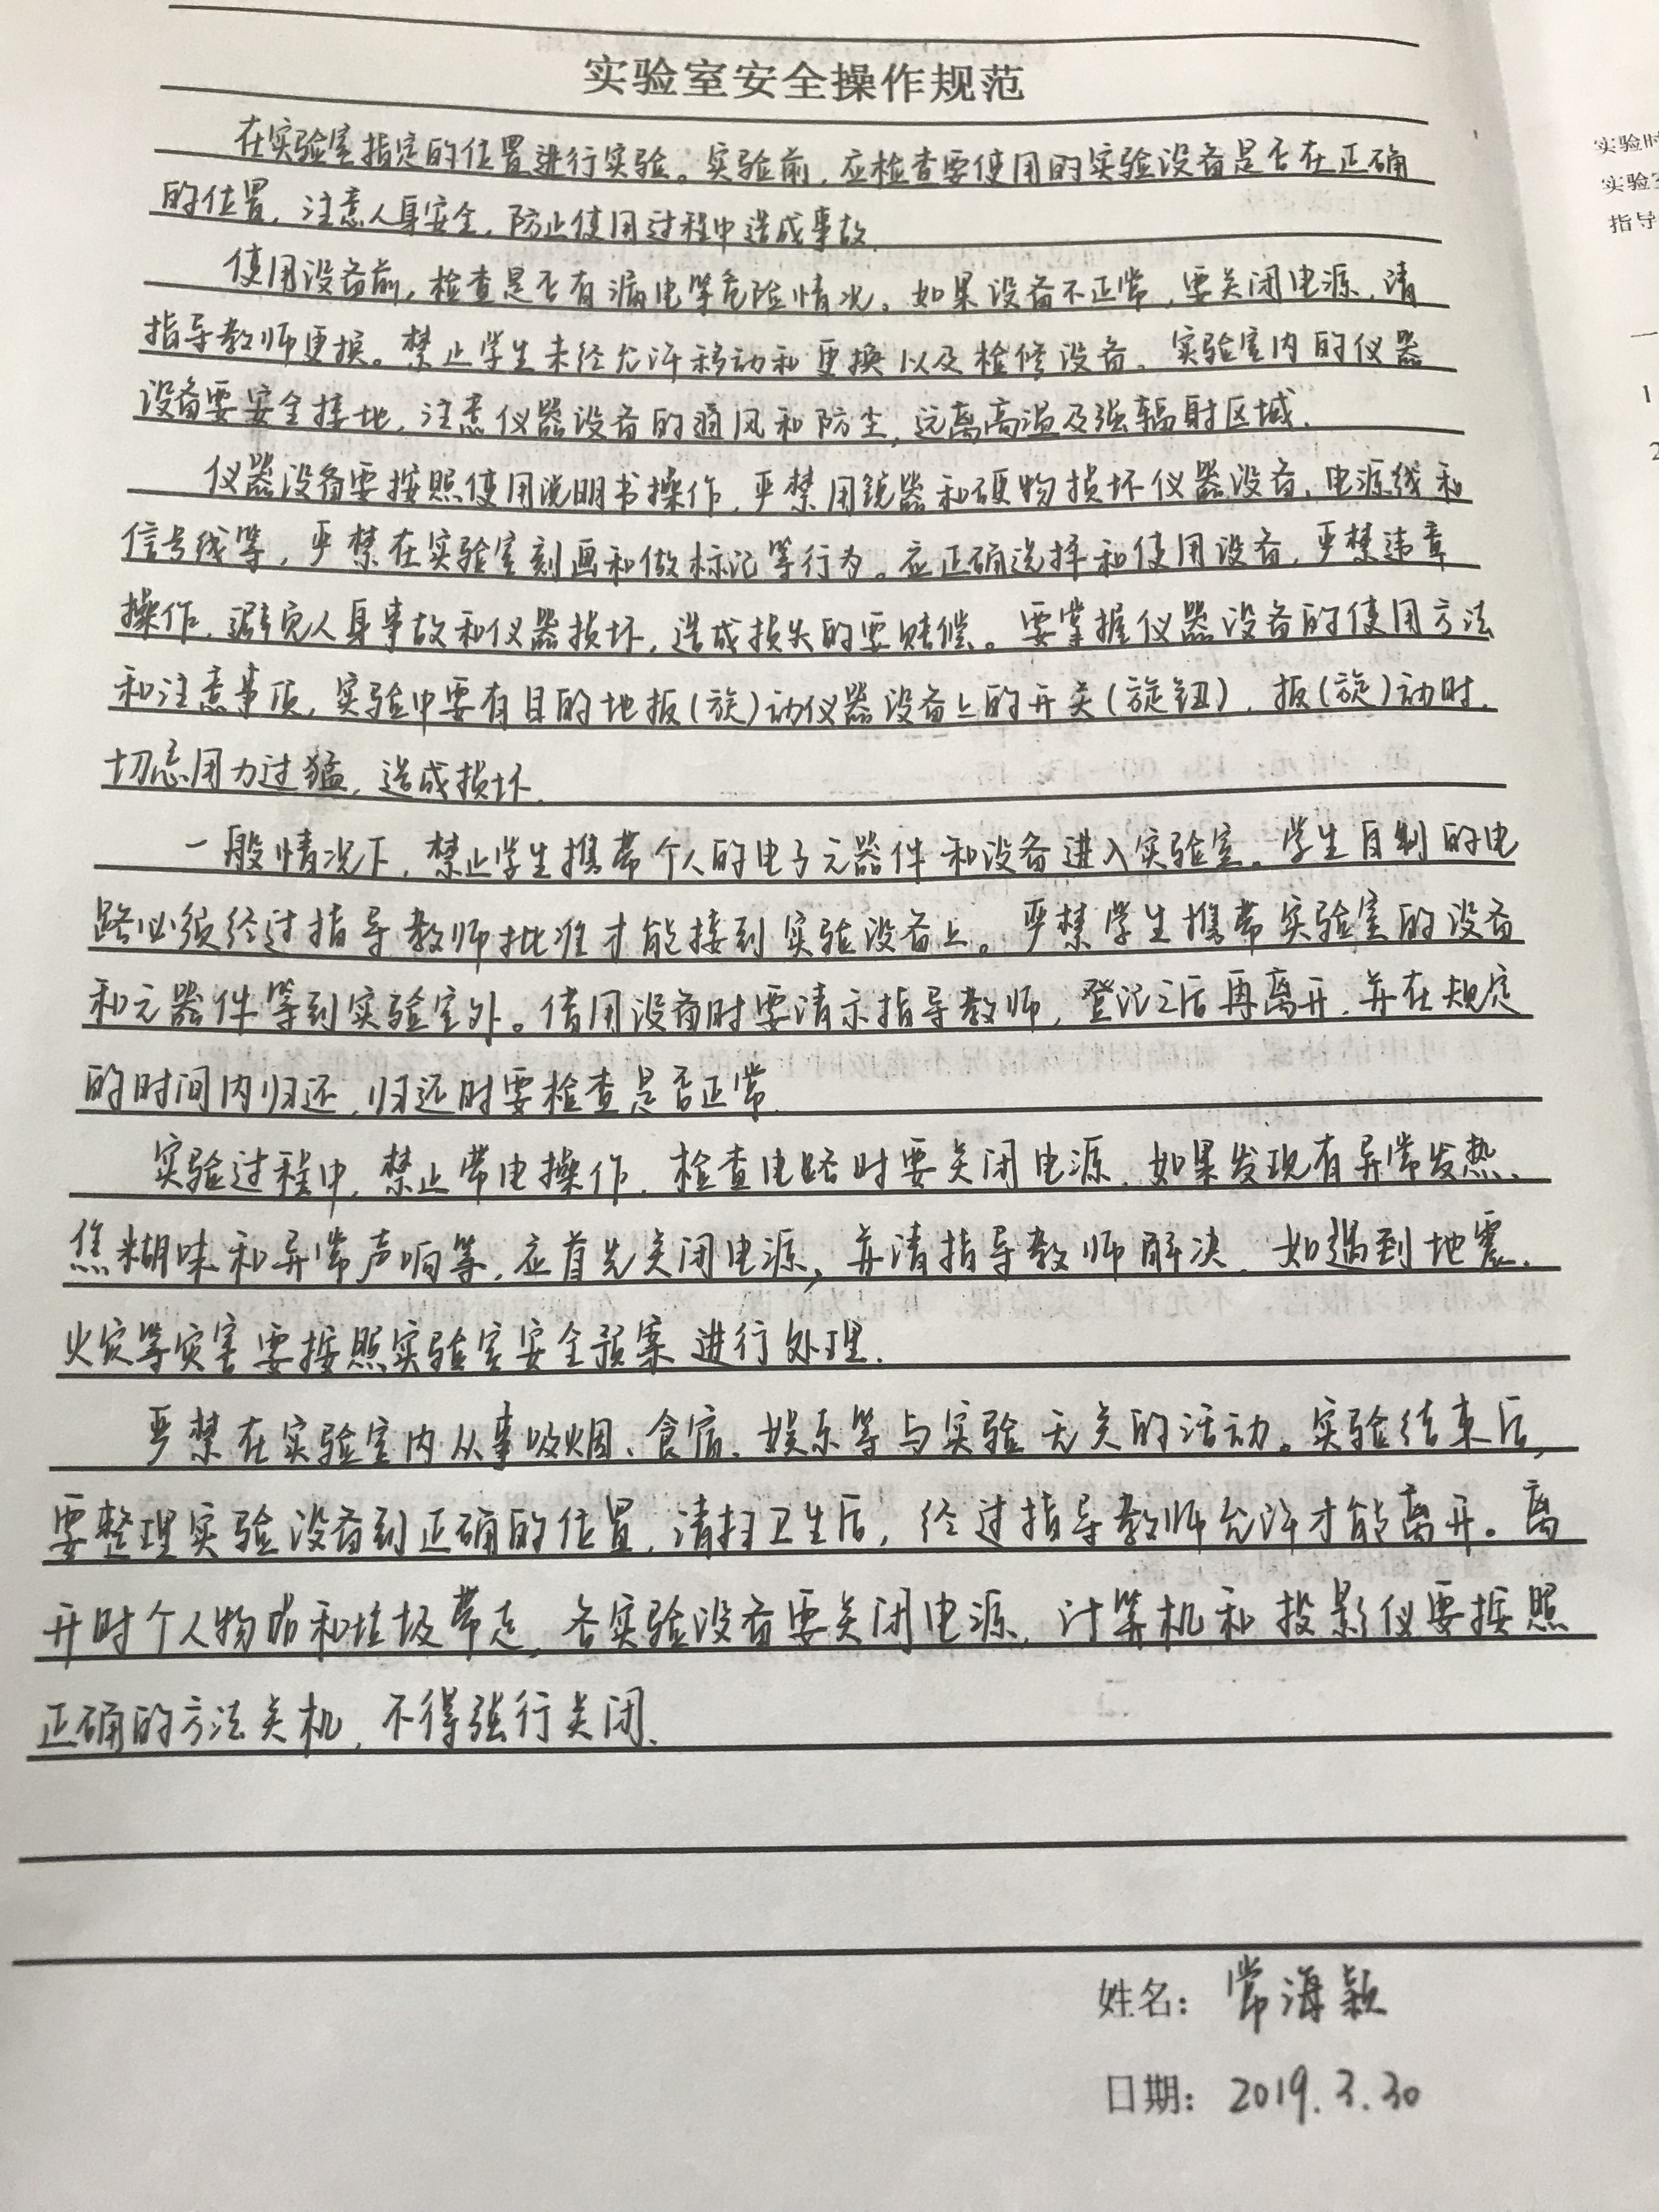 实验室安全操作规范
在实验室指定的位置进行实验。实验前,应检查要使用的实验设备是否在正确
的位置,注意人身安全,防止使用过程中造成事故.
使用设备前,检查是否有漏电等危险情况。如果设备不正常,要关闭电源,请
指导教师更换。禁止学生未经允许移动和更换以及检修设备。实验室内的仪器
设备要安全接地,注意仪器设备的通风和防尘,远离高温及强辐射区域.
仪器设备要按照使用说明书操作,严禁用锐器和硬物损坏仪器设备、电源线和
信号线等,严禁在实验室刻画和做标记等行为。应正确选择和使用设备,严禁违章
操作,避免人身事故和仪器损坏,造成损失的要赔偿。要掌握仪器设备的使用方法
和注意事项,实验中要有目的地扳(旋)动仪器设备上的开关(旋钮),扳(旋)动时,
切忌用力过猛,造成损坏.
一般情况下,禁止学生携带个人的电子元器件和设备进入实验室。学生自制的电
路必须经过指导教师批准才能接到实验设备上。严禁学生携带实验室的设备
和元器件等到实验室外。借用设备时要请示指导教师,登记之后再离开,并在规定
的时间内归还,归还时要检查是否正常.
实验过程中,禁止带电操作,检查电路时要关闭电源,如果发现有异常发热、
焦糊味和异常声响等,应首先关闭电源,并请指导教师解决,如遇到地震、
火灾等灾害要按照实验室安全预案进行处理.
严禁在实验室内从事吸烟、食宿、娱乐等与实验无关的活动。实验结束后,
要整理实验设备到正确的位置,清扫卫生后,经过指导教师允许才能离开。离
开时个人物品和垃圾带走,各实验设备要关闭电源,计算机和投影仪要按照
正确的方法关机,不得强行关闭.
姓名:常海颖
日期:2019.3.30
实验时
实验室
指导
一
1
2